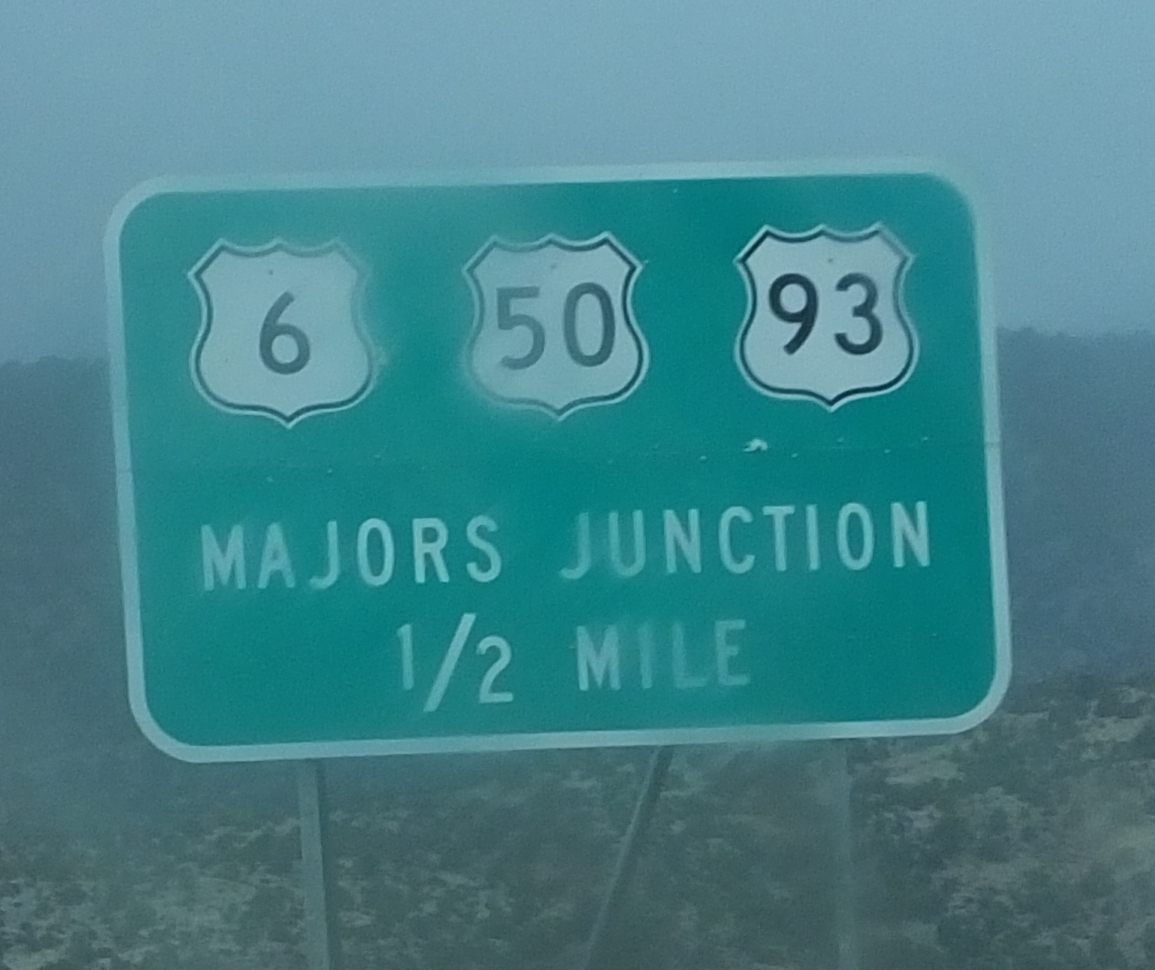 6 50 93
MAJORS JUNCTION
1/2 MILE